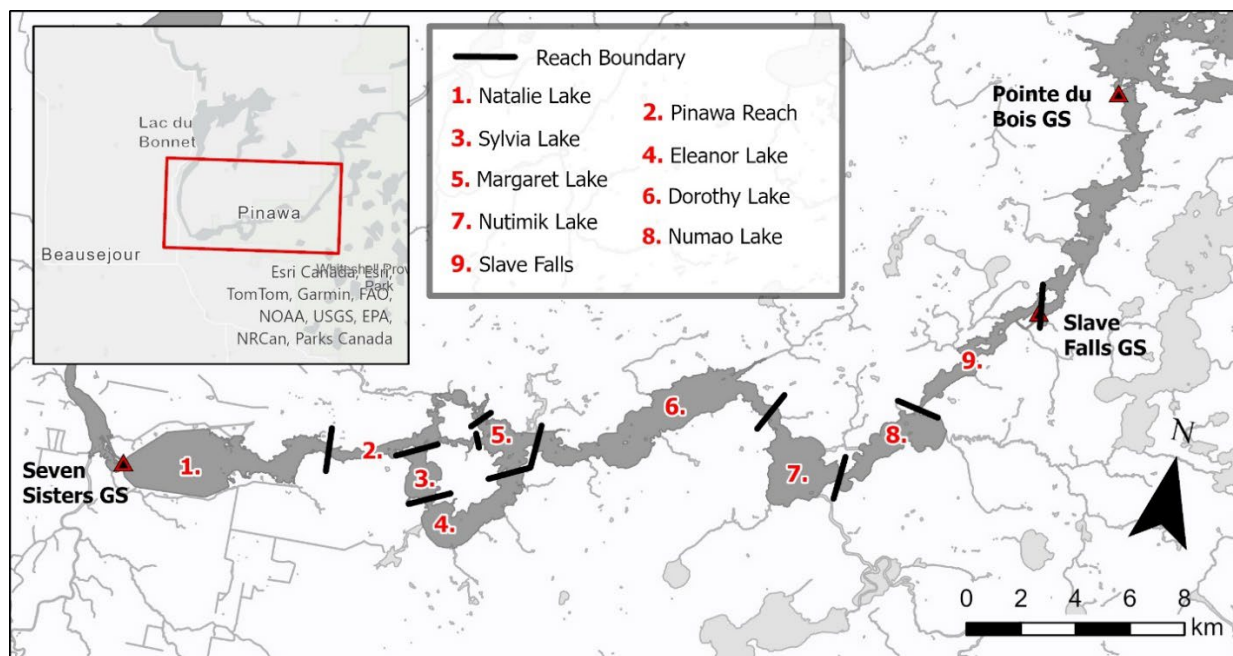 Lac du
Bonnet
Pinawa
Beausejour
Esri Canada, Esri,
TomTom, Garmin, FAO,
NOAA, USGS, EPA,
NRCan, Parks Canada
Park
Reach Boundary
1. Natalie Lake
2. Pinawa Reach
3. Sylvia Lake
4. Eleanor Lake
5. Margaret Lake
6. Dorothy Lake
7. Nutimik Lake
8. Numao Lake
9. Slave Falls
Pointe du
Bois GS
Slave
Falls GS
Seven
Sisters GS
1.
2.
3.
4.
5.
6.
7.
8.
9.
N
0 2 4 6 8
km